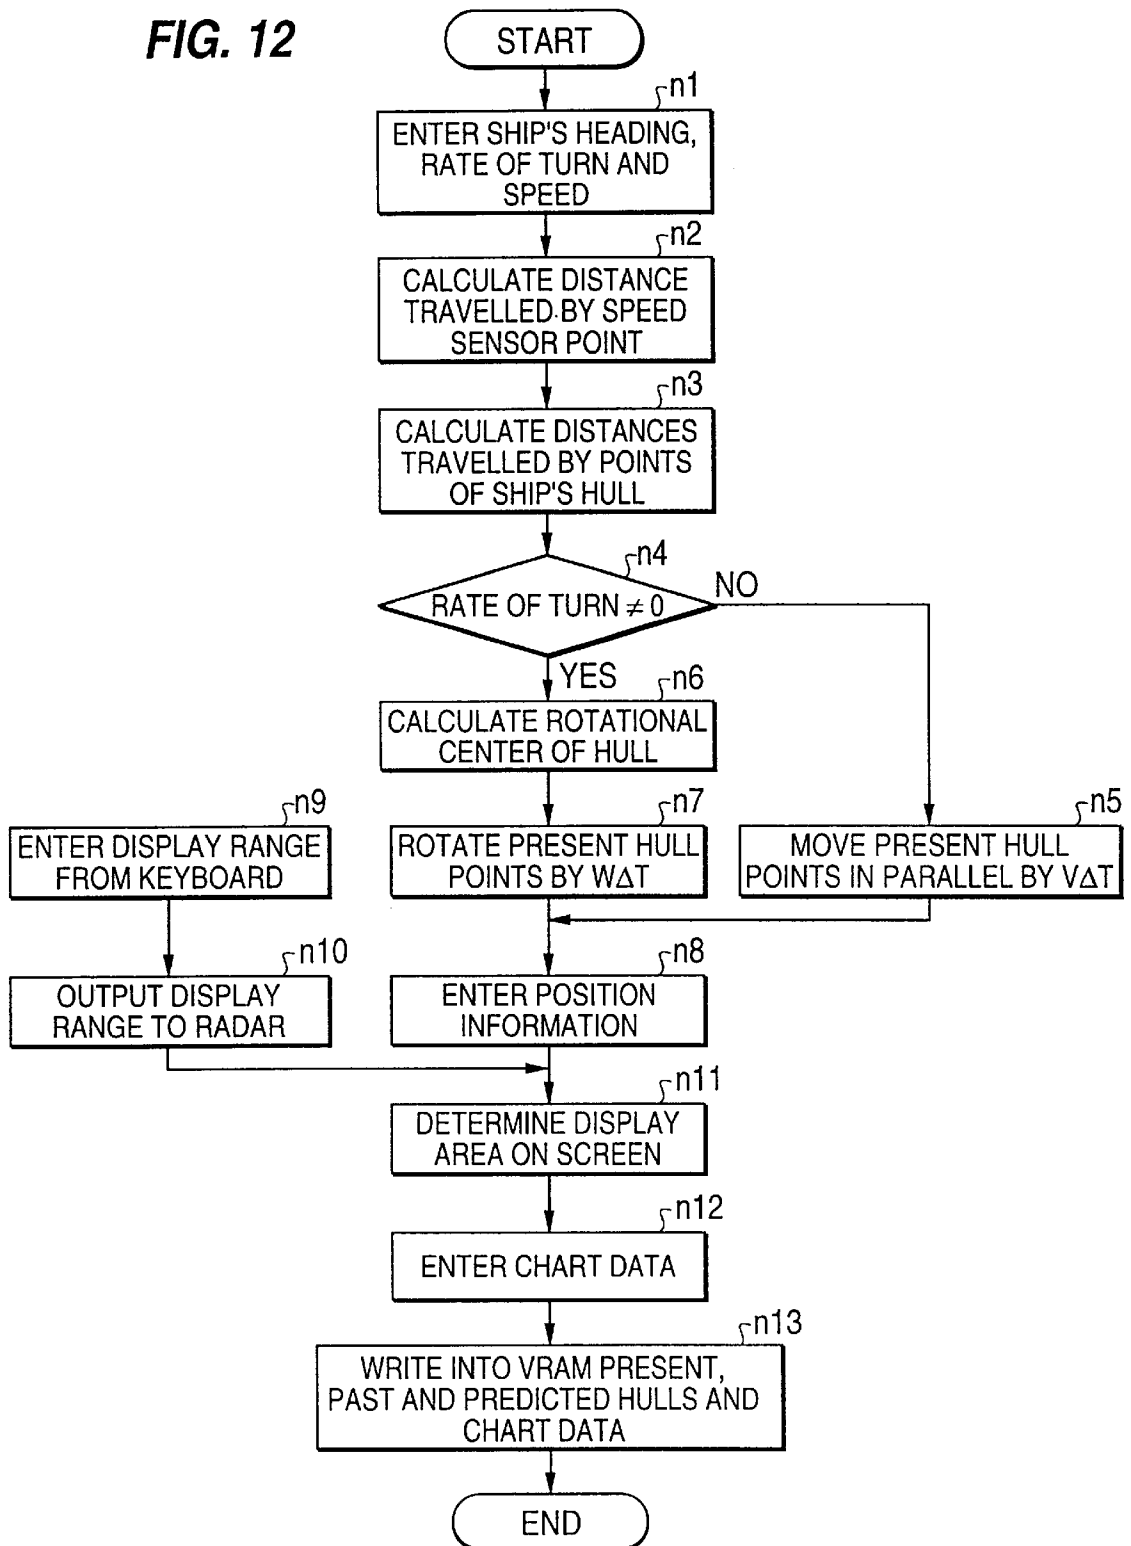 FIG. 12
START
n1
ENTER SHIP'S HEADING,
RATE OF TURN AND
SPEED
n2
CALCULATE DISTANCE
TRAVELLED BY SPEED
SENSOR POINT
n3
CALCULATE DISTANCES
TRAVELLED BY POINTS
OF SHIP'S HULL
n4
RATE OF TURN ≠ 0
NO
YES
n6
CALCULATE ROTATIONAL
CENTER OF HULL
n9
ENTER DISPLAY RANGE
FROM KEYBOARD
n7
ROTATE PRESENT HULL
POINTS BY WΔT
n5
MOVE PRESENT HULL
POINTS IN PARALLEL BY VΔT
n10
OUTPUT DISPLAY
RANGE TO RADAR
n8
ENTER POSITION
INFORMATION
n11
DETERMINE DISPLAY
AREA ON SCREEN
n12
ENTER CHART DATA
n13
WRITE INTO VRAM PRESENT,
PAST AND PREDICTED HULLS AND
CHART DATA
END